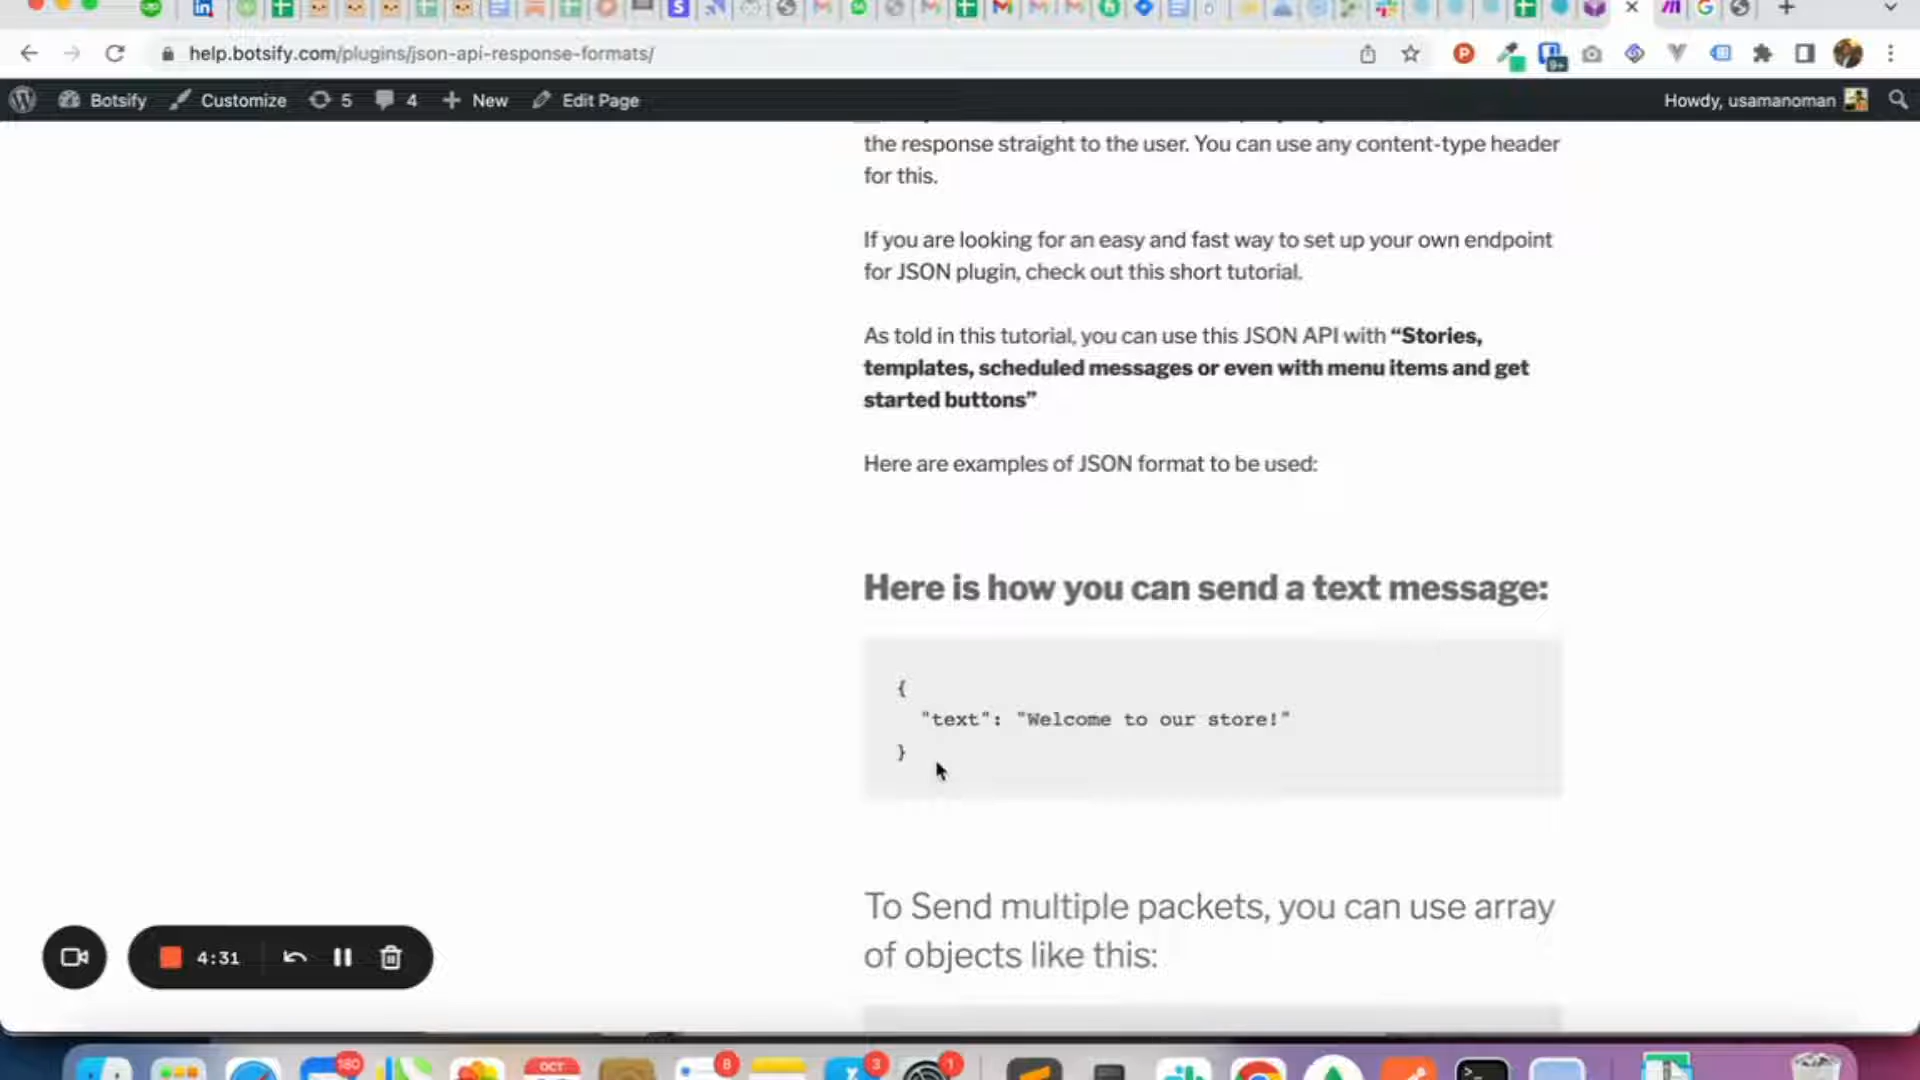 help.botsify.com/plugins/json-api-response-formats/
9+
Botsify
Customize
5
4
New
Edit Page
Howdy, usamanoman
the response straight to the user. You can use any content-type header
for this.
If you are looking for an easy and fast way to set up your own endpoint
for JSON plugin, check out this short tutorial.
As told in this tutorial, you can use this JSON API with “Stories,
templates, scheduled messages or even with menu items and get
started buttons”
Here are examples of JSON format to be used:
Here is how you can send a text message:
{
"text": "Welcome to our store!"
}
To Send multiple packets, you can use array
of objects like this:
4:31
180
OCT
8
3
1